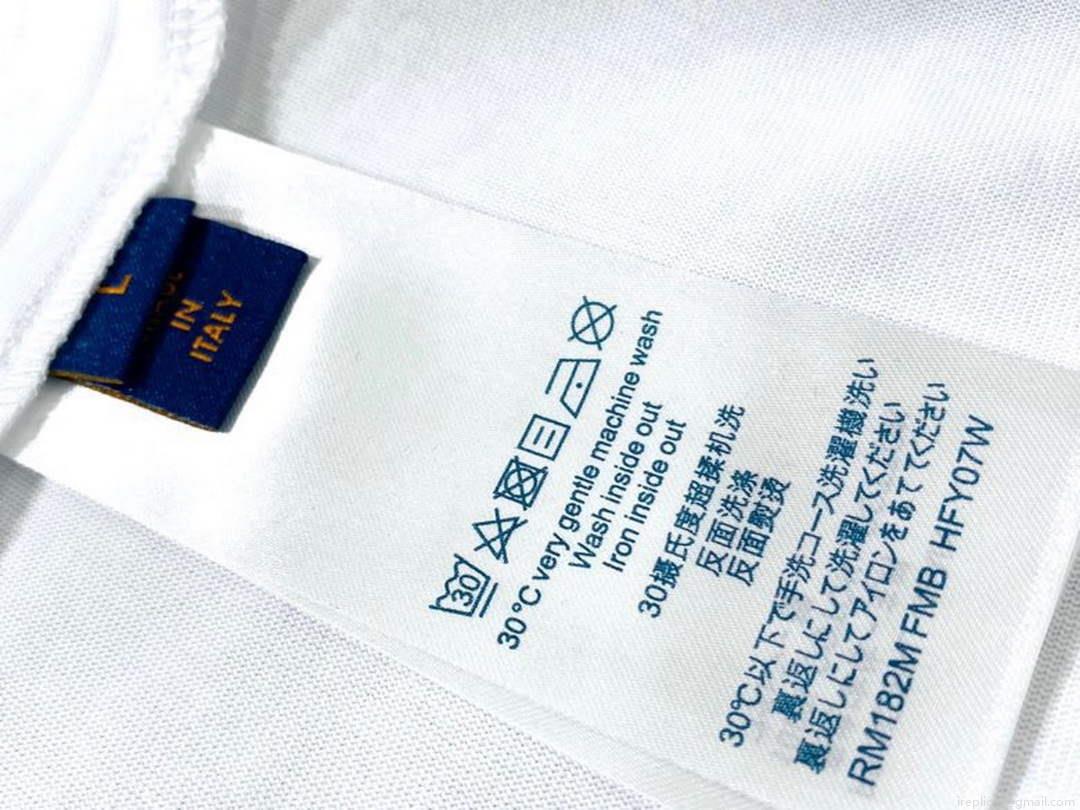 L
IN
ITALY
30
30°C very gentle machine wash
Wash inside out
Iron inside out
30摄氏度超揉机洗
反面洗涤
反面熨烫
30℃以下で手洗コース洗濯機洗い
裏返しにして洗濯してください
裏返しにしてアイロンをあててください
RM182M FMB HFY07W